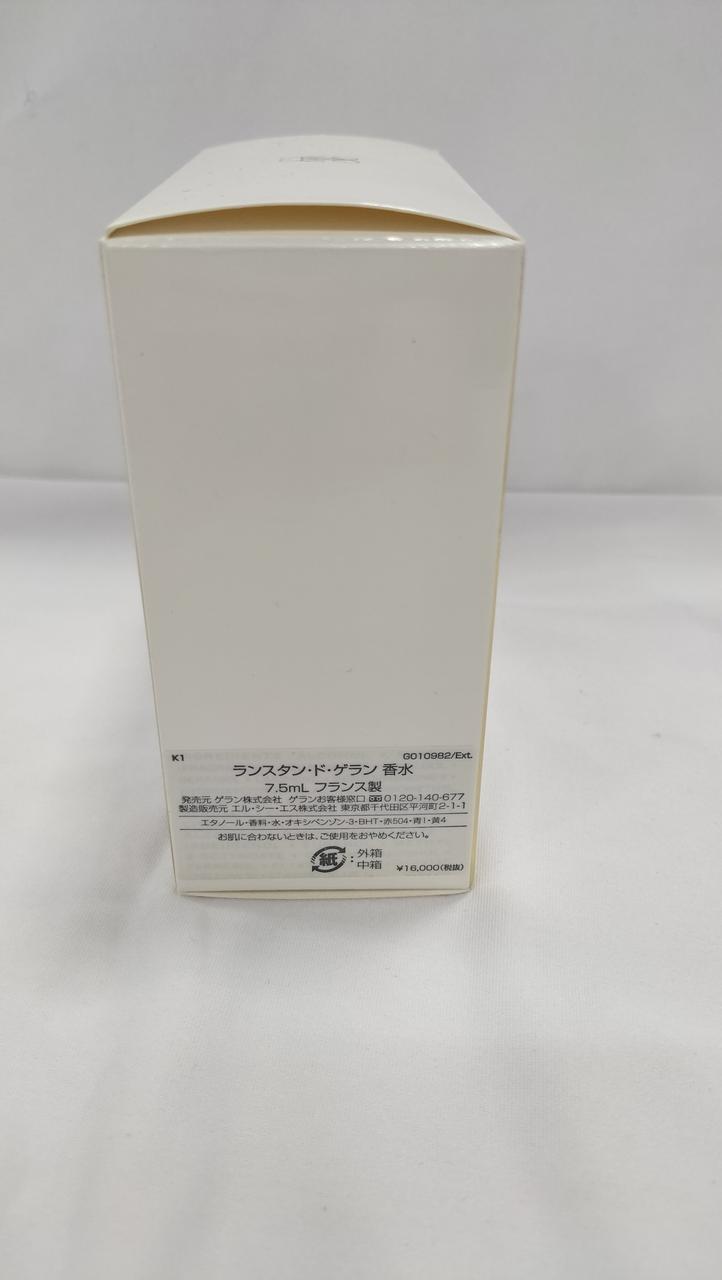 K1 G010982/Ext.
ランスタン・ド・ゲラン 香水
7.5mL フランス製
発売元 ゲラン株式会社 ゲランお客様窓口 0120-140-677
製造販売元 エル・シー・エス株式会社 東京都千代田区平河町2-1-1
エタノール・香料・水・オキシベンゾン-3・BHT・赤504・青1・黄4
お肌に合わないときは、ご使用をおやめください。
紙 : 外箱
中箱 ¥16,000(税抜)